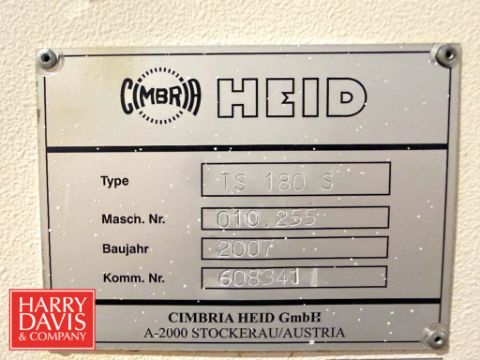 CIMBRIA HEID
Type TS 180 S
Masch. Nr. 010.255
Baujahr 2007
Komm. Nr. 608341
CIMBRIA HEID GmbH
A-2000 STOCKERAU/AUSTRIA
HARRY
DAVIS
& COMPANY